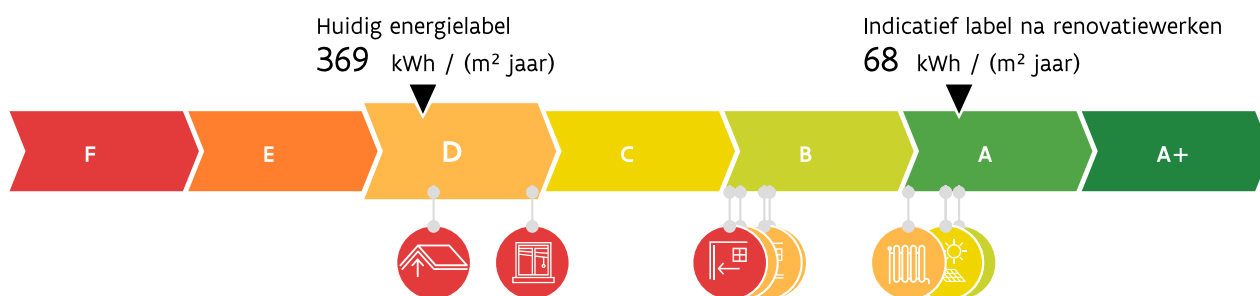 Huidig energielabel
369 kWh / (m² jaar)
Indicatief label na renovatiewerken
68 kWh / (m² jaar)
F E D C B A A+